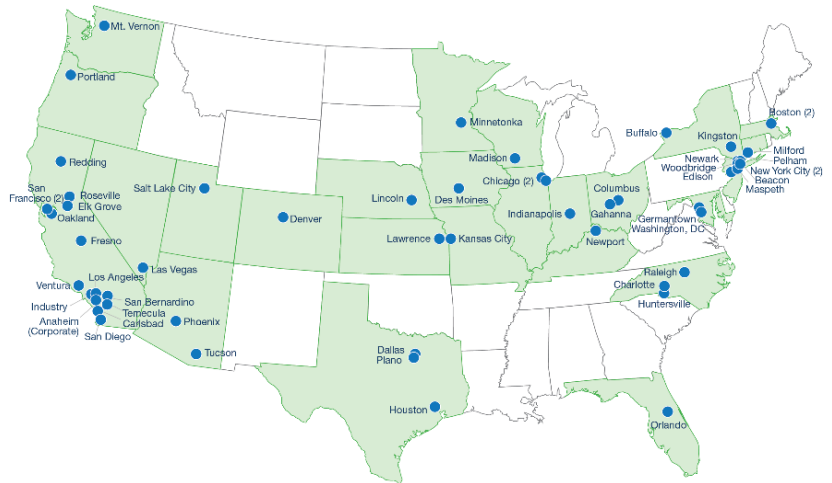 Mt. Vernon
Portland
Redding
San
Francisco (2)
Roseville
Elk Grove
Oakland
Fresno
Ventura
Los Angeles
Industry
Anaheim
(Corporate)
San Bernardino
Temecula
Carlsbad
San Diego
Las Vegas
Salt Lake City
Phoenix
Tucson
Denver
Lincoln
Lawrence
Kansas City
Dallas
Plano
Houston
Minnetonka
Madison
Des Moines
Chicago (2)
Indianapolis
Columbus
Gahanna
Newport
Buffalo
Kingston
Boston (2)
Newark
Woodbridge
Edison
Milford
Pelham
New York City (2)
Beacon
Maspeth
Germantown
Washington, DC
Raleigh
Charlotte
Huntersville
Orlando